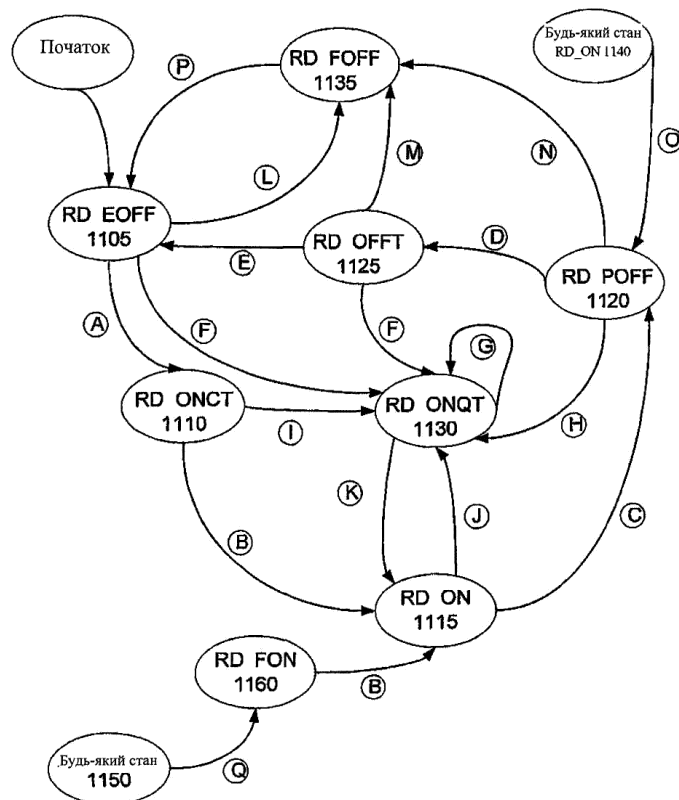 Початок
RD FOFF
1135
Будь-який стан
RD_ON 1140
P
L
M
N
O
RD EOFF
1105
RD OFFT
1125
E
D
RD POFF
1120
A
F
F
G
RD ONCT
1110
RD ONQT
1130
I
H
K
J
C
B
RD ON
1115
RD FON
1160
B
Будь-який стан
1150
Q